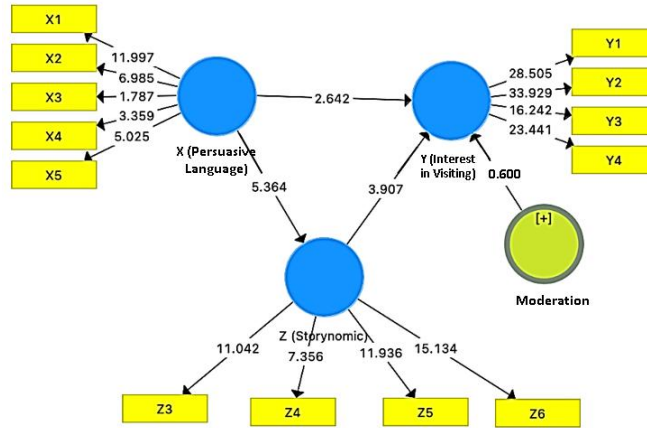 X1
X2
X3
X4
X5
11.997
6.985
1.787
3.359
5.025
X (Persuasive
Language)
2.642
Y (Interest
in Visiting)
Y1
Y2
Y3
Y4
28.505
33.929
16.242
23.441
5.364
3.907
0.600
[+]
Moderation
Z (Storynomic)
11.042
7.356
11.936
15.134
Z3
Z4
Z5
Z6